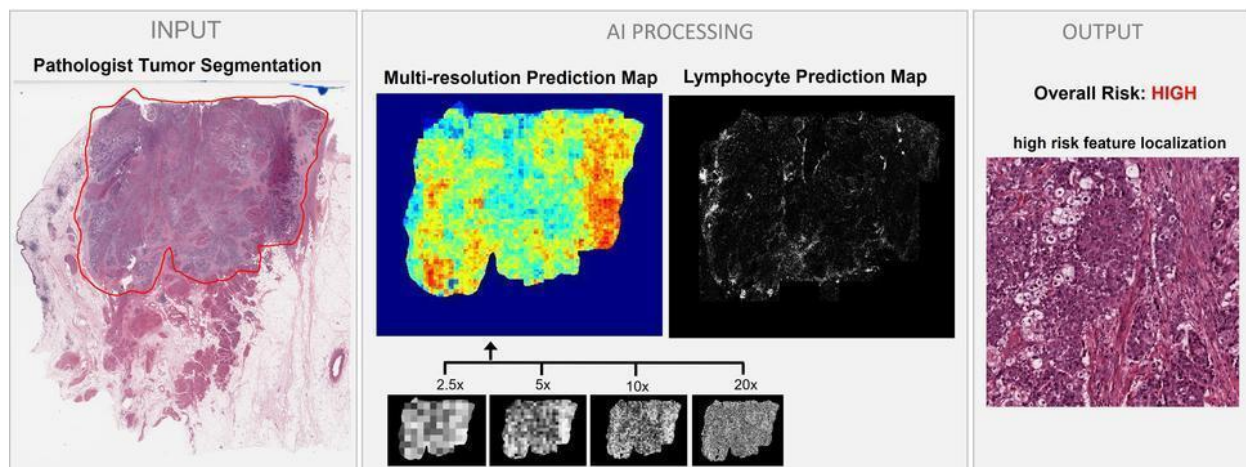 INPUT
Pathologist Tumor Segmentation
AI PROCESSING
Multi-resolution Prediction Map
Lymphocyte Prediction Map
2.5x
5x
10x
20x
OUTPUT
Overall Risk: HIGH
high risk feature localization